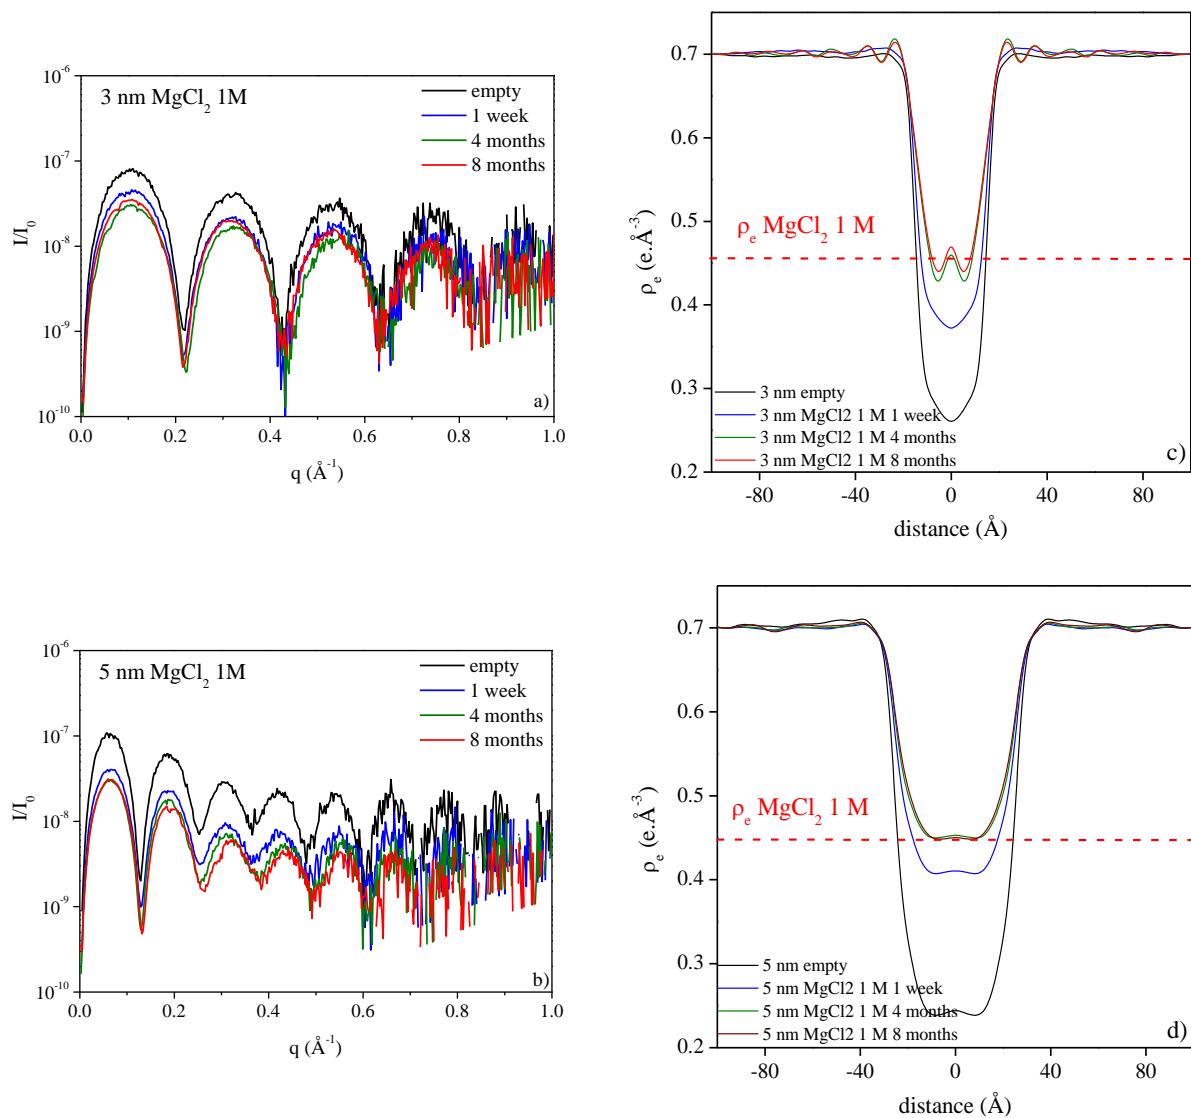 10⁻⁶
3 nm MgCl₂ 1M
empty
1 week
4 months
8 months
10⁻⁷
I/I₀
10⁻⁸
10⁻⁹
10⁻¹⁰
a)
0.0 0.2 0.4 0.6 0.8 1.0
q (Å⁻¹)
0.7
0.6
0.5
0.4
0.3
0.2
ρₑ (e.Å⁻³)
ρₑ MgCl₂ 1 M
3 nm empty
3 nm MgCl2 1 M 1 week
3 nm MgCl2 1 M 4 months
3 nm MgCl2 1 M 8 months
c)
-80 -40 0 40 80
distance (Å)
10⁻⁶
5 nm MgCl₂ 1M
empty
1 week
4 months
8 months
10⁻⁷
I/I₀
10⁻⁸
10⁻⁹
10⁻¹⁰
b)
0.0 0.2 0.4 0.6 0.8 1.0
q (Å⁻¹)
0.7
0.6
0.5
0.4
0.3
0.2
ρₑ (e.Å⁻³)
ρₑ MgCl₂ 1 M
5 nm empty
5 nm MgCl2 1 M 1 week
5 nm MgCl2 1 M 4 months
5 nm MgCl2 1 M 8 months
d)
-80 -40 0 40 80
distance (Å)